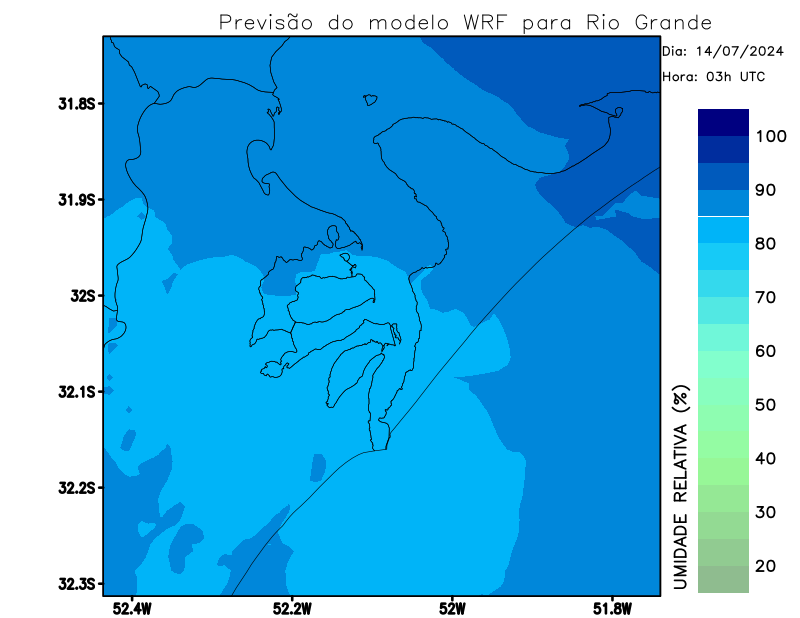 Previsão do modelo WRF para Rio Grande
Dia: 14/07/2024
Hora: 03h UTC
31.8S
31.9S
32S
32.1S
32.2S
32.3S
52.4W
52.2W
52W
51.8W
100
90
80
70
60
50
40
30
20
UMIDADE RELATIVA (%)